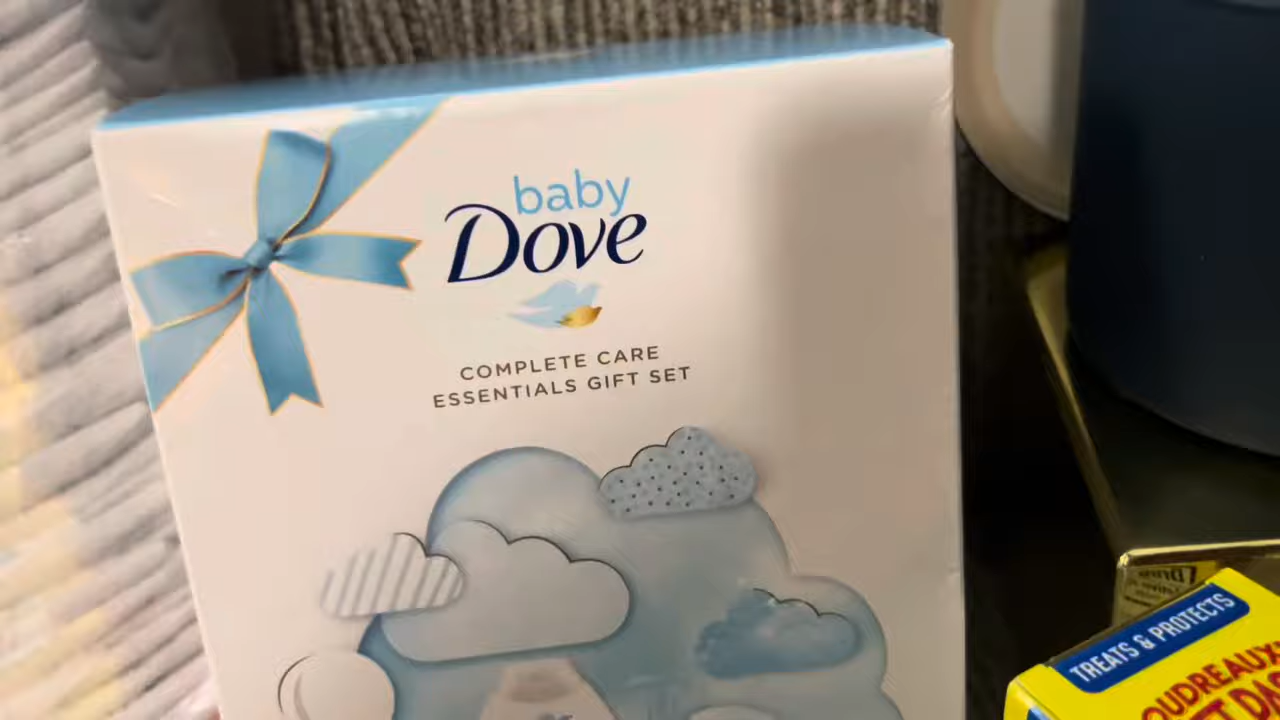 baby
Dove
COMPLETE CARE
ESSENTIALS GIFT SET
TREATS & PROTECTS